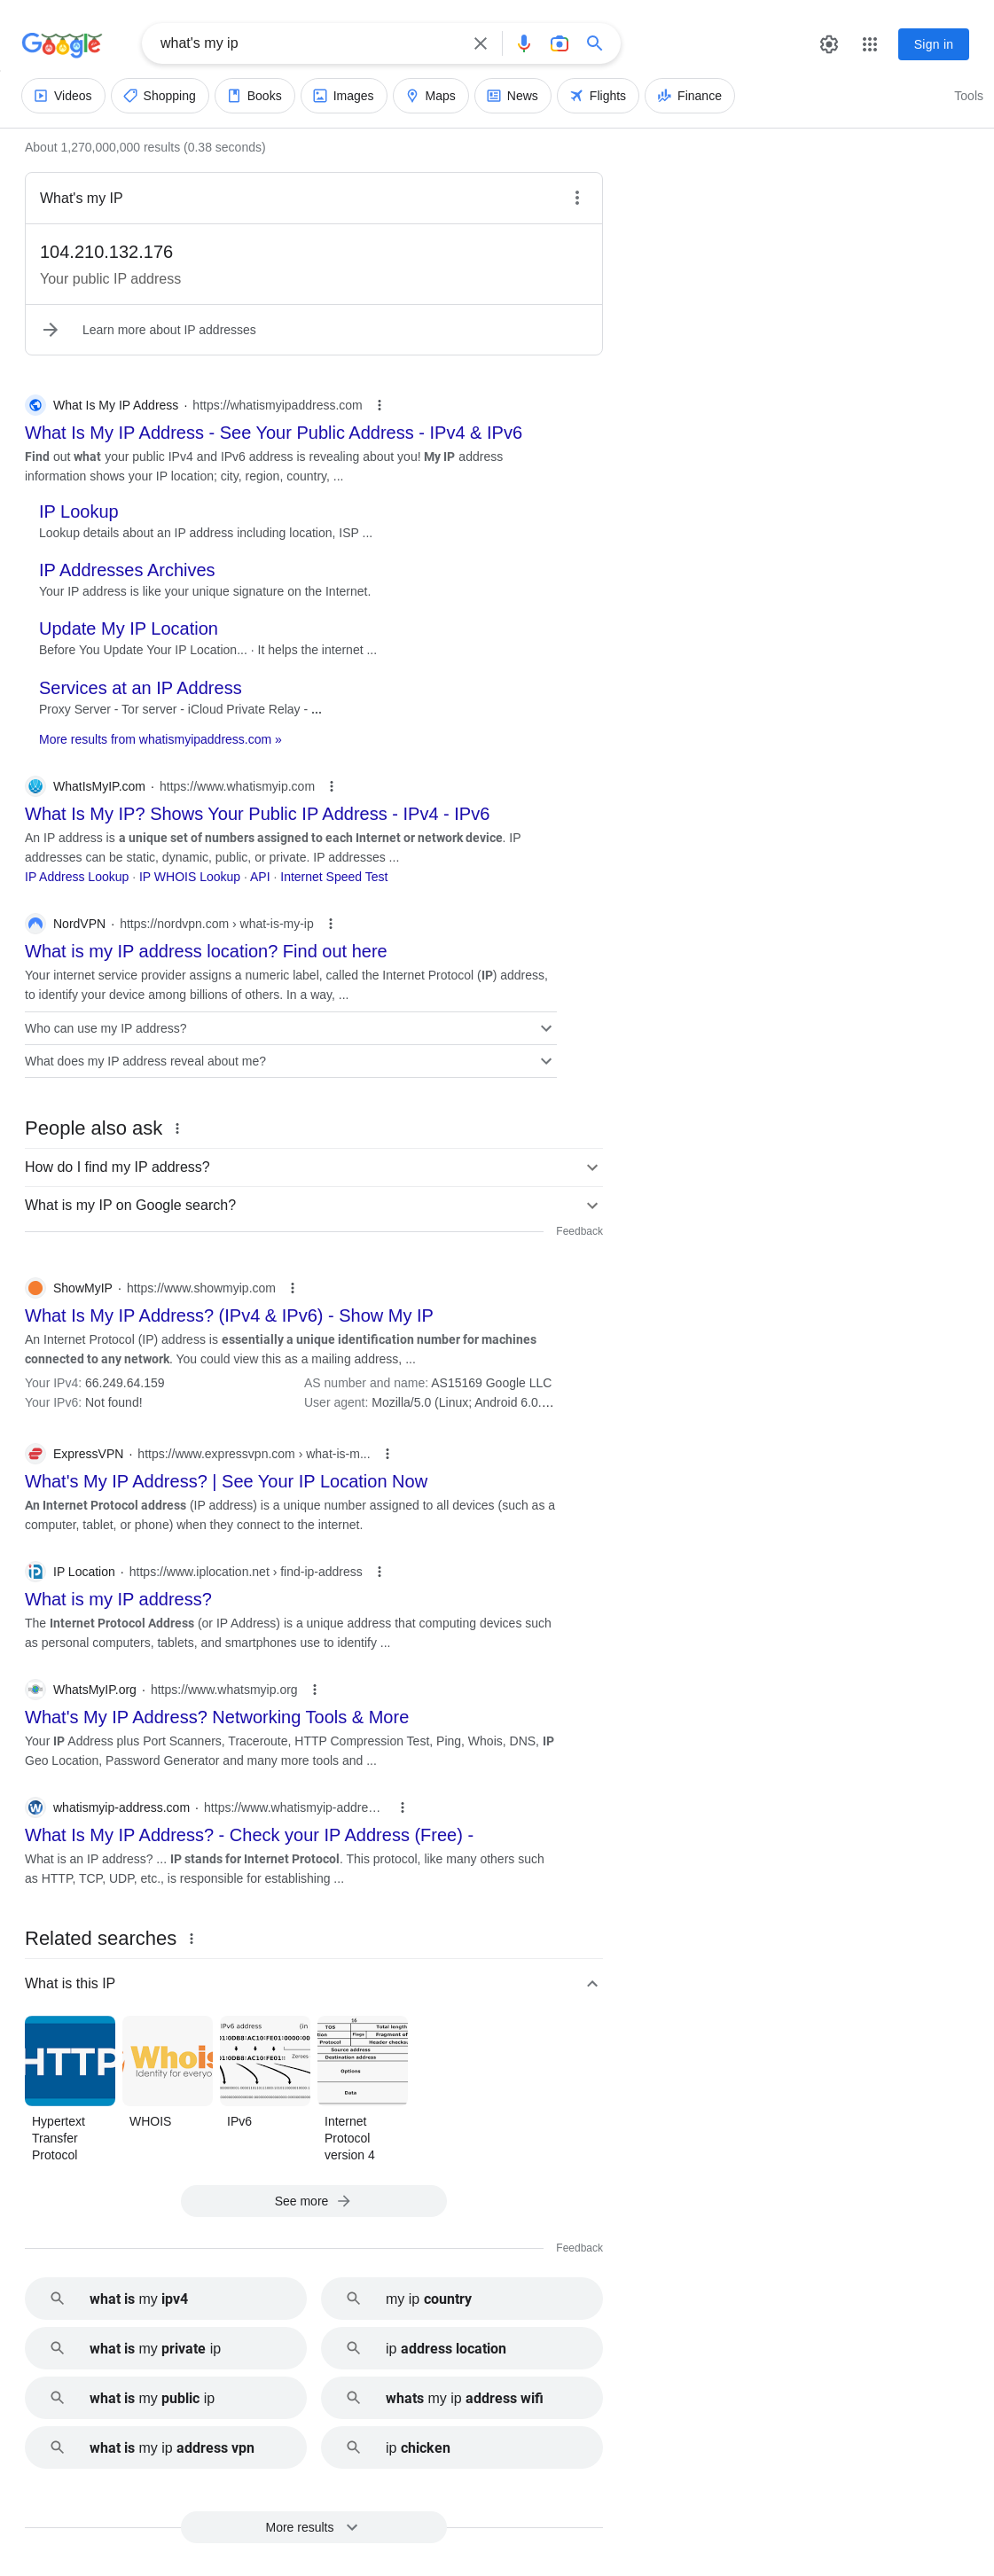 Google
what's my ip
Sign in
Videos
Shopping
Books
Images
Maps
News
Flights
Finance
Tools
About 1,270,000,000 results (0.38 seconds)
What's my IP
104.210.132.176
Your public IP address
Learn more about IP addresses
What Is My IP Address · https://whatismyipaddress.com
What Is My IP Address - See Your Public Address - IPv4 & IPv6
Find out what your public IPv4 and IPv6 address is revealing about you! My IP address
information shows your IP location; city, region, country, ...
IP Lookup
Lookup details about an IP address including location, ISP ...
IP Addresses Archives
Your IP address is like your unique signature on the Internet.
Update My IP Location
Before You Update Your IP Location... · It helps the internet ...
Services at an IP Address
Proxy Server - Tor server - iCloud Private Relay - ...
More results from whatismyipaddress.com »
WhatIsMyIP.com · https://www.whatismyip.com
What Is My IP? Shows Your Public IP Address - IPv4 - IPv6
An IP address is a unique set of numbers assigned to each Internet or network device. IP
addresses can be static, dynamic, public, or private. IP addresses ...
IP Address Lookup · IP WHOIS Lookup · API · Internet Speed Test
NordVPN · https://nordvpn.com › what-is-my-ip
What is my IP address location? Find out here
Your internet service provider assigns a numeric label, called the Internet Protocol (IP) address,
to identify your device among billions of others. In a way, ...
Who can use my IP address?
What does my IP address reveal about me?
People also ask
How do I find my IP address?
What is my IP on Google search?
Feedback
ShowMyIP · https://www.showmyip.com
What Is My IP Address? (IPv4 & IPv6) - Show My IP
An Internet Protocol (IP) address is essentially a unique identification number for machines
connected to any network. You could view this as a mailing address, ...
Your IPv4: 66.249.64.159
AS number and name: AS15169 Google LLC
Your IPv6: Not found!
User agent: Mozilla/5.0 (Linux; Android 6.0....
ExpressVPN · https://www.expressvpn.com › what-is-m...
What's My IP Address? | See Your IP Location Now
An Internet Protocol address (IP address) is a unique number assigned to all devices (such as a
computer, tablet, or phone) when they connect to the internet.
IP Location · https://www.iplocation.net › find-ip-address
What is my IP address?
The Internet Protocol Address (or IP Address) is a unique address that computing devices such
as personal computers, tablets, and smartphones use to identify ...
WhatsMyIP.org · https://www.whatsmyip.org
What's My IP Address? Networking Tools & More
Your IP Address plus Port Scanners, Traceroute, HTTP Compression Test, Ping, Whois, DNS, IP
Geo Location, Password Generator and many more tools and ...
whatismyip-address.com · https://www.whatismyip-addre...
What Is My IP Address? - Check your IP Address (Free) -
What is an IP address? ... IP stands for Internet Protocol. This protocol, like many others such
as HTTP, TCP, UDP, etc., is responsible for establishing ...
Related searches
What is this IP
HTTP
Whois
Identity for everyo
IPv6 address (in
Zeroes
16
TOS Total length
Flags Fragment of
Protocol Header checksu
Source address
Destination address
Options
Data
Hypertext
Transfer
Protocol
WHOIS
IPv6
Internet
Protocol
version 4
See more
Feedback
what is my ipv4
my ip country
what is my private ip
ip address location
what is my public ip
whats my ip address wifi
what is my ip address vpn
ip chicken
More results